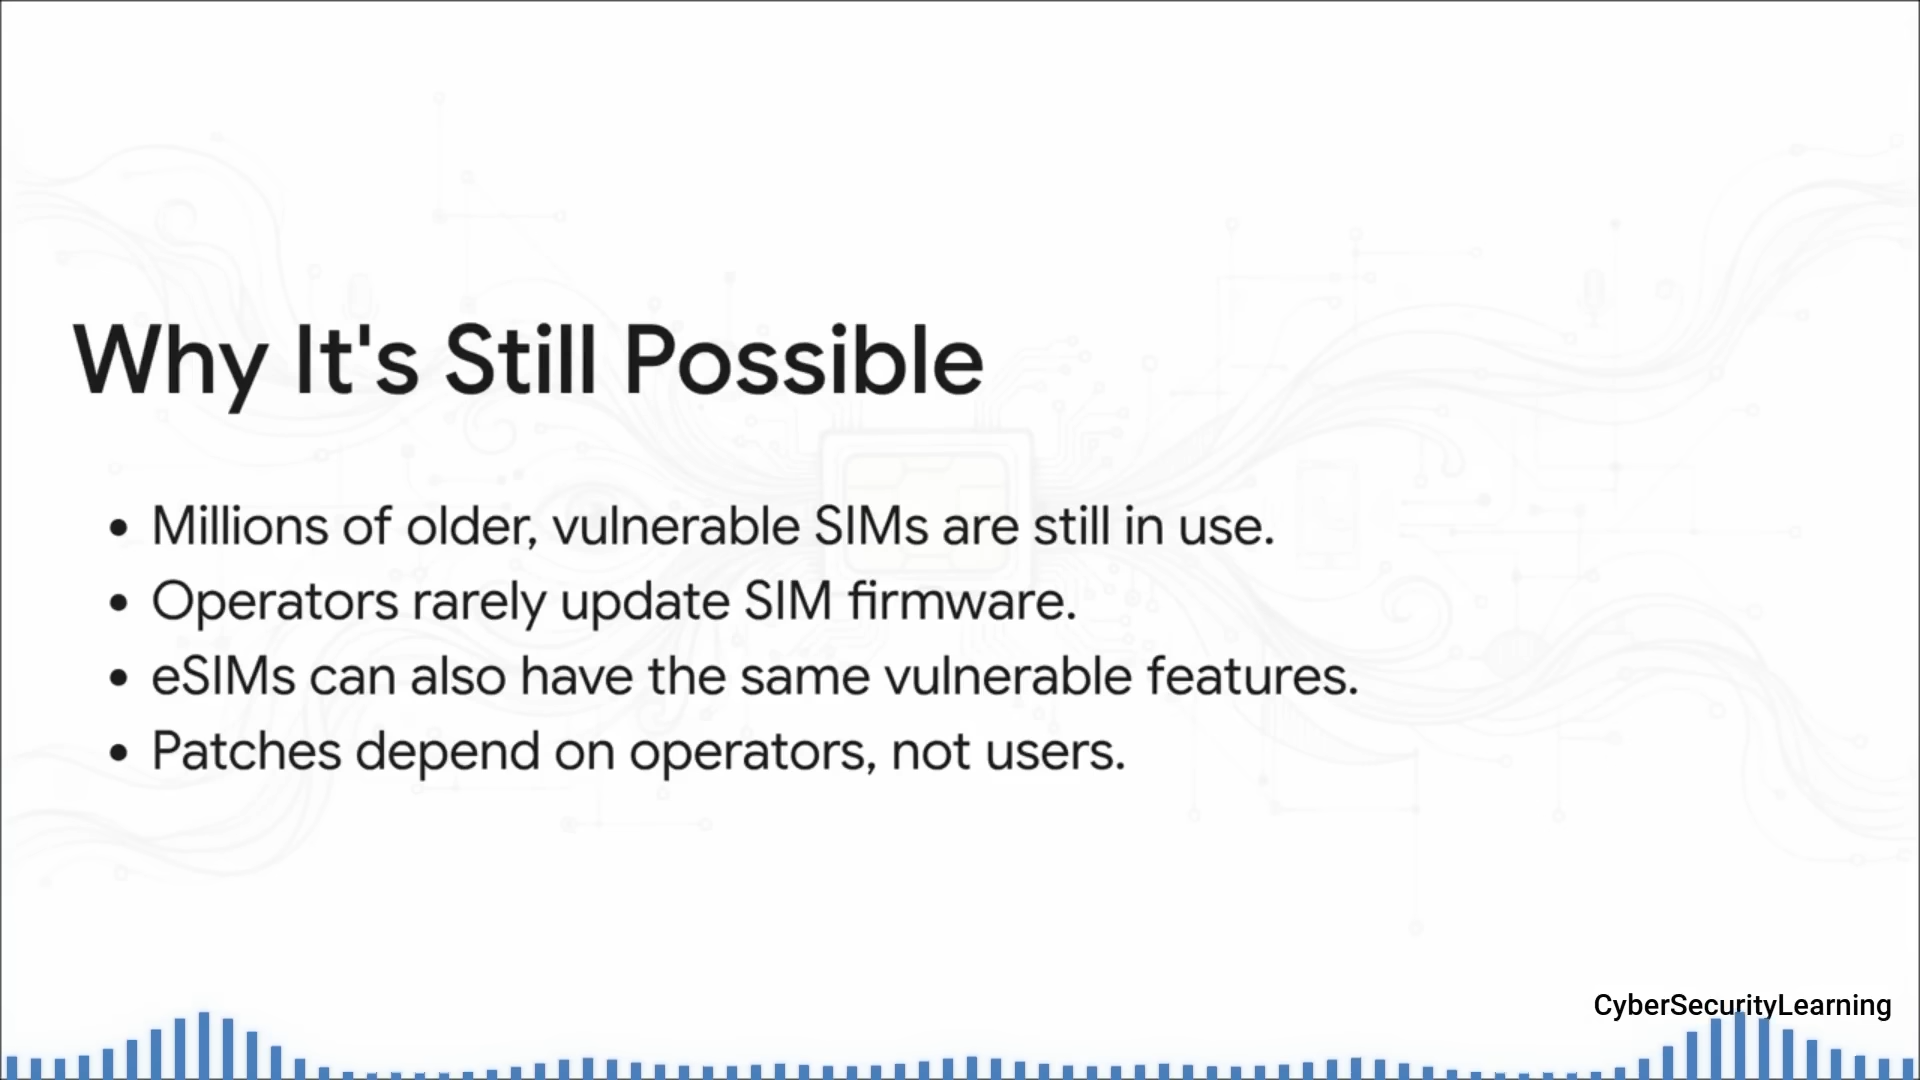 Why It's Still Possible
• Millions of older, vulnerable SIMs are still in use.
• Operators rarely update SIM firmware.
• eSIMs can also have the same vulnerable features.
• Patches depend on operators, not users.
CyberSecurityLearning